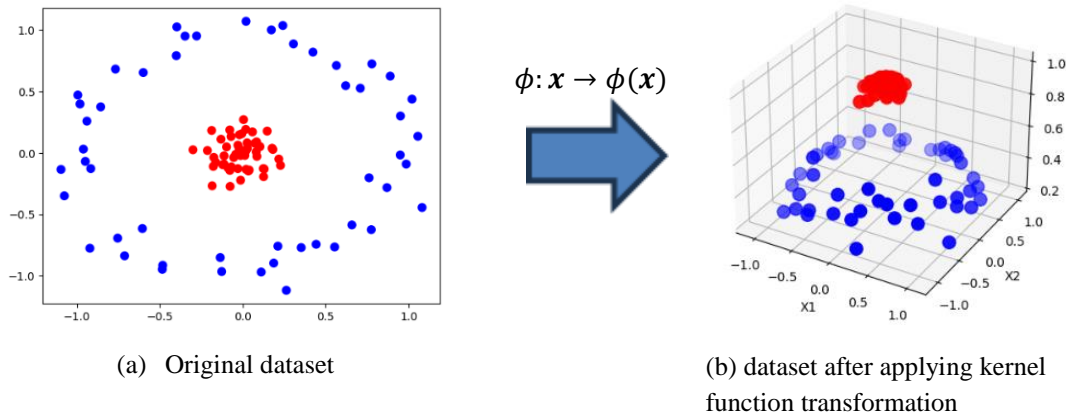 1.0
0.5
0.0
−0.5
−1.0
−1.0 −0.5 0.0 0.5 1.0
(a) Original dataset
𝜙: 𝒙 → 𝜙(𝒙)
1.0
0.8
0.6
0.4
0.2
−1.0 −0.5 0.0 0.5 1.0
X1
−1.0 −0.5 0.0 0.5 1.0
X2
(b) dataset after applying kernel
function transformation